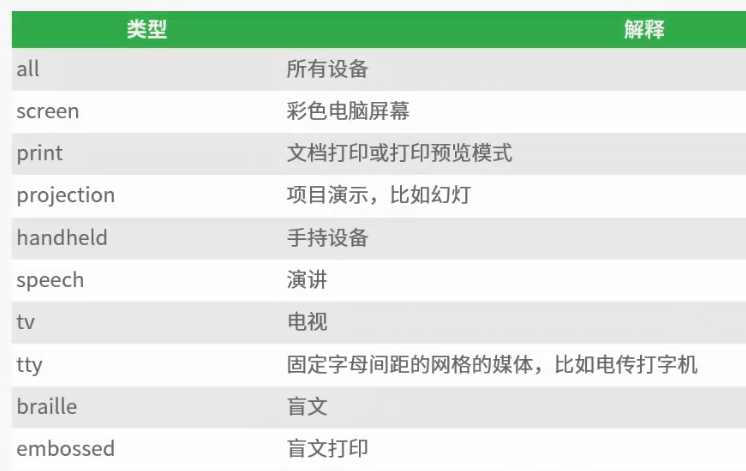 类型 解释
all 所有设备
screen 彩色电脑屏幕
print 文档打印或打印预览模式
projection 项目演示，比如幻灯
handheld 手持设备
speech 演讲
tv 电视
tty 固定字母间距的网格的媒体，比如电传打字机
braille 盲文
embossed 盲文打印